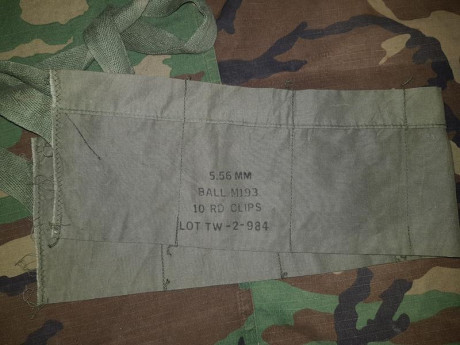 5.56 MM
BALL M193
10 RD CLIPS
LOT TW-2-984